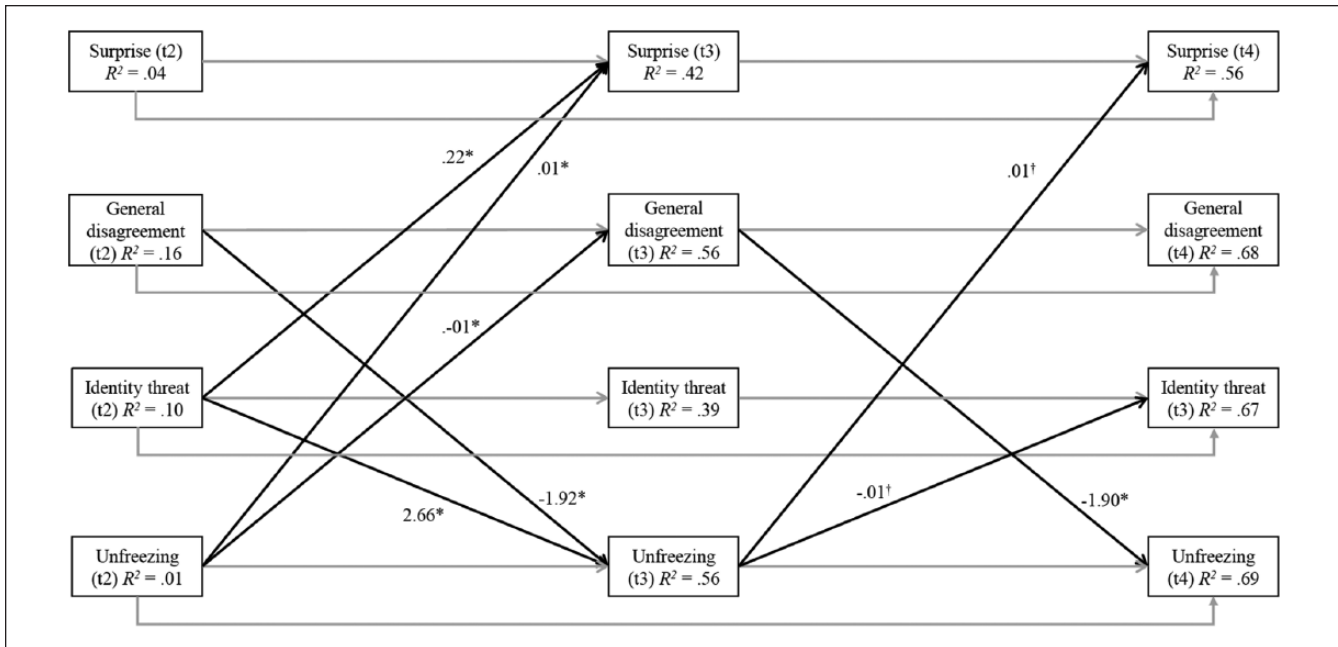 Surprise (t2)
R² = .04
Surprise (t3)
R² = .42
Surprise (t4)
R² = .56
.22*
.01*
.01†
General
disagreement
(t2) R² = .16
General
disagreement
(t3) R² = .56
General
disagreement
(t4) R² = .68
.-01*
Identity threat
(t2) R² = .10
Identity threat
(t3) R² = .39
Identity threat
(t3) R² = .67
2.66*
-1.92*
-.01†
-1.90*
Unfreezing
(t2) R² = .01
Unfreezing
(t3) R² = .56
Unfreezing
(t4) R² = .69